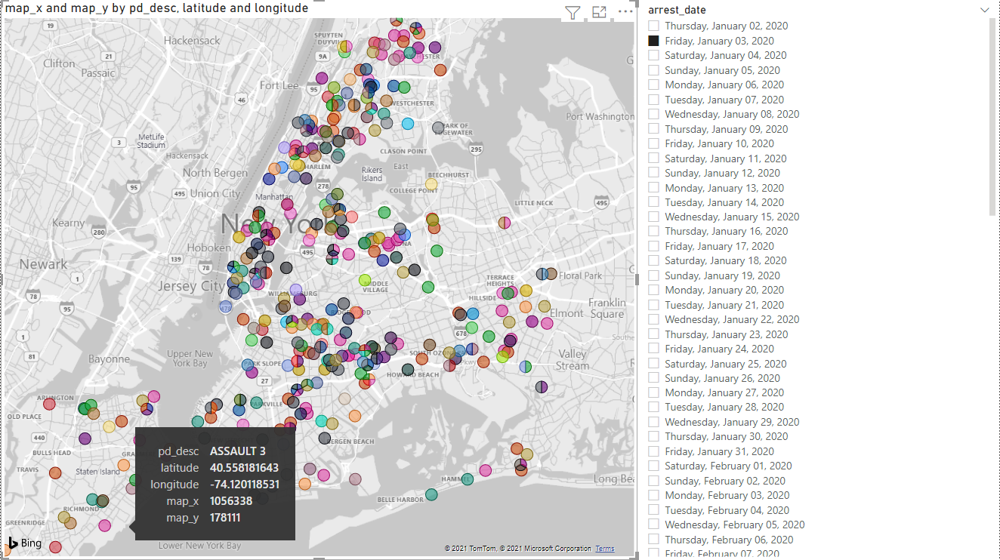 map_x and map_y by pd_desc, latitude and longitude
19
Hackensack
SPUYTEN
DUYVIL
21
Clifton
Passaic
9A
Fort Lee
95
46
WESTCHESTER
Port Washington
MetLife
Stadium
3
PARK OF
EDGEWATER
Hackensack
CLASON POINT
295
North Bergen
Rikers
Island
East
BEECHHURST
95
495
Union City
278
COLLEGE POINT
Manhattan
LITTLE NECK
495
Kearny
280
New Yo
Hoboken
139
495
Newark
78
1
Jersey City
MIDDLE
VILLAGE
TERRACE
HEIGHTS
Floral Park
78
95
478
HILLSIDE
Franklin
Square
Elmont
1
678
Southe
81
Bayonne
Upper New
York Bay
PARK SLOPE
Valley
Stream
27
HOWARD BEACH
ARLINGTON
OLD PLACE
440
BERGEN BEACH
BULLS HEAD
TRAVIS
Staten Island
Long Bea
BELLE HARBOR
RICHMOND
GREENRIDGE
Lower New York Bay
pd_desc ASSAULT 3
latitude 40.558181643
longitude -74.120118531
map_x 1056338
map_y 178111
Bing
© 2021 TomTom, © 2021 Microsoft Corporation Terms
arrest_date
Thursday, January 02, 2020
Friday, January 03, 2020
Saturday, January 04, 2020
Sunday, January 05, 2020
Monday, January 06, 2020
Tuesday, January 07, 2020
Wednesday, January 08, 2020
Thursday, January 09, 2020
Friday, January 10, 2020
Saturday, January 11, 2020
Sunday, January 12, 2020
Monday, January 13, 2020
Tuesday, January 14, 2020
Wednesday, January 15, 2020
Thursday, January 16, 2020
Friday, January 17, 2020
Saturday, January 18, 2020
Sunday, January 19, 2020
Monday, January 20, 2020
Tuesday, January 21, 2020
Wednesday, January 22, 2020
Thursday, January 23, 2020
Friday, January 24, 2020
Saturday, January 25, 2020
Sunday, January 26, 2020
Monday, January 27, 2020
Tuesday, January 28, 2020
Wednesday, January 29, 2020
Thursday, January 30, 2020
Friday, January 31, 2020
Saturday, February 01, 2020
Sunday, February 02, 2020
Monday, February 03, 2020
Tuesday, February 04, 2020
Wednesday, February 05, 2020
Thursday, February 06, 2020
Friday, February 07, 2020